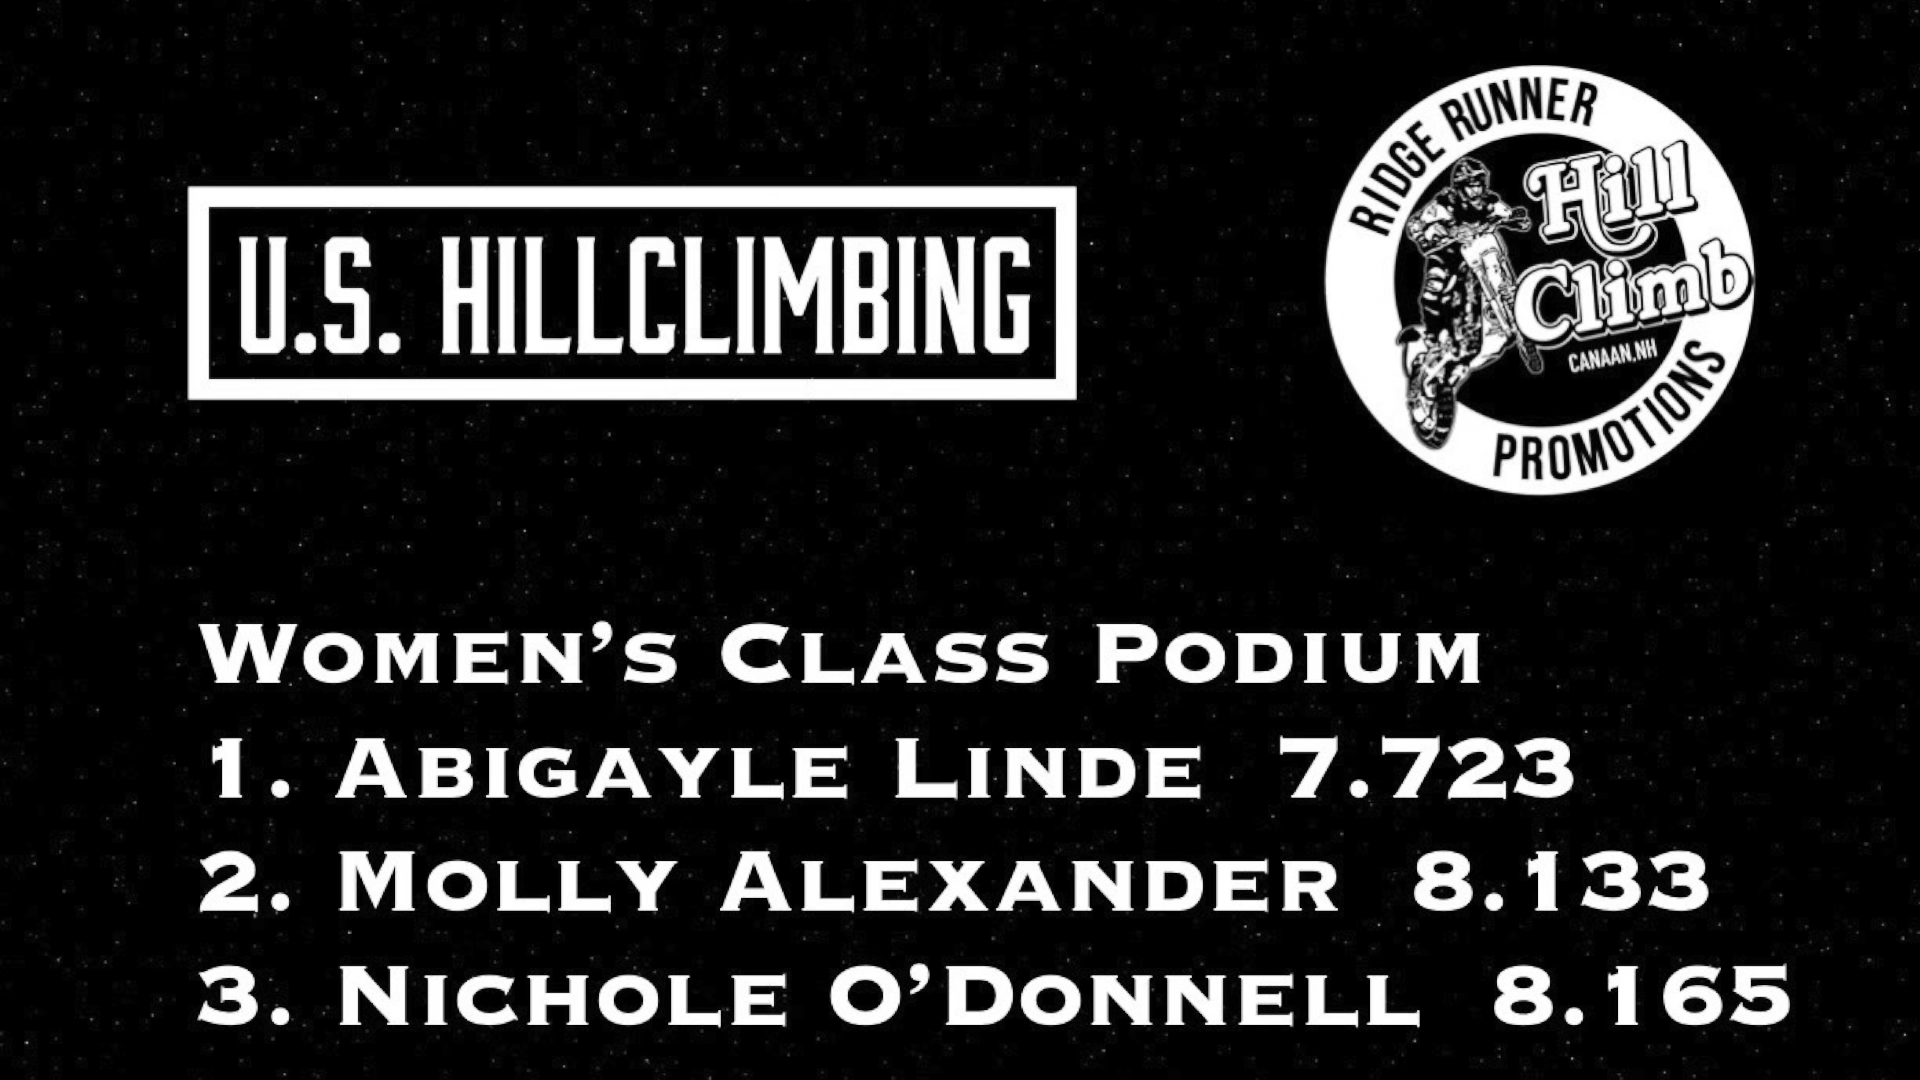 U.S. HILLCLIMBING
RIDGE RUNNER
Hill
Climb
CANAAN, NH
PROMOTIONS
WOMEN’S CLASS PODIUM
1. ABIGAYLE LINDE 7.723
2. MOLLY ALEXANDER 8.133
3. NICHOLE O’DONNELL 8.165